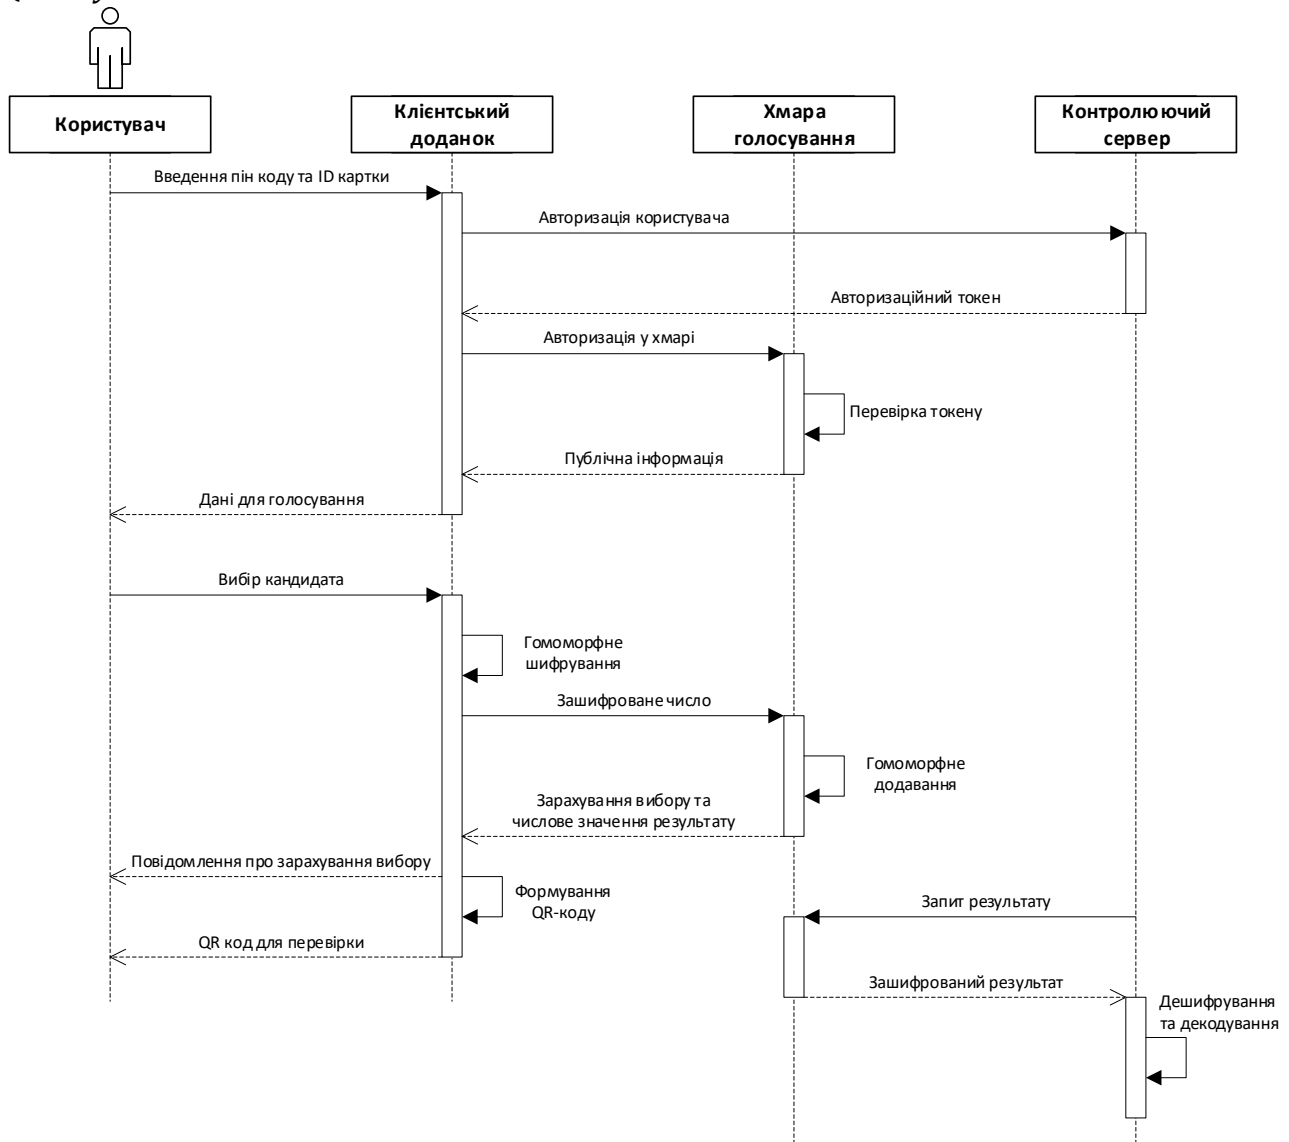 Користувач
Клієнтський
доданок
Хмара
голосування
Контролюючий
сервер
Введення пін коду та ID картки
Авторизація користувача
Авторизаційний токен
Авторизація у хмарі
Перевірка токену
Публічна інформація
Дані для голосування
Вибір кандидата
Гомоморфне
шифрування
Зашифроване число
Гомоморфне
додавання
Зарахування вибору та
числове значення результату
Повідомлення про зарахування вибору
Формування
QR-коду
Запит результату
QR код для перевірки
Зашифрований результат
Дешифрування
та декодування